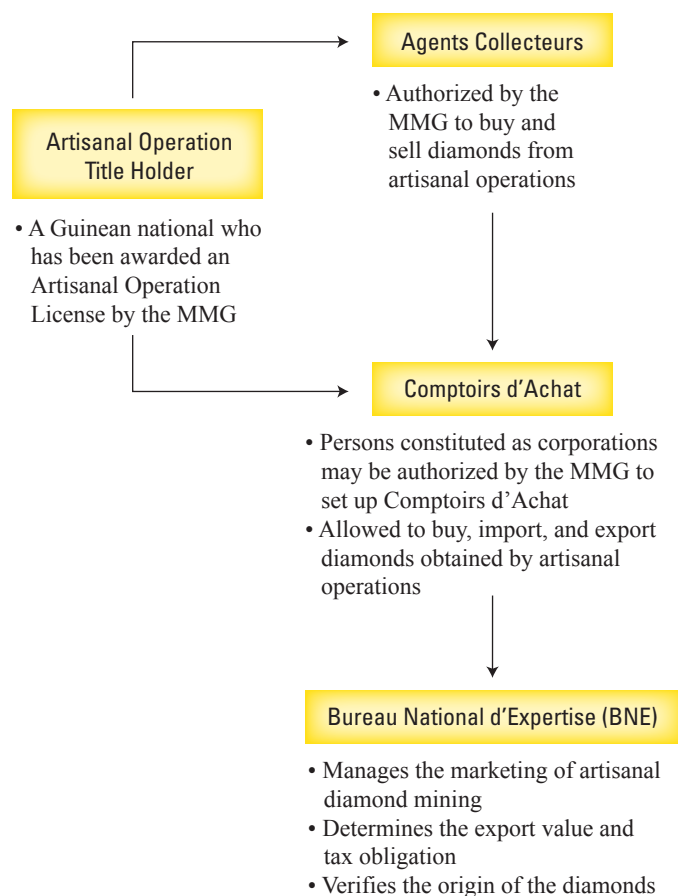 Agents Collecteurs
• Authorized by the
MMG to buy and
sell diamonds from
artisanal operations
Artisanal Operation
Title Holder
• A Guinean national who
has been awarded an
Artisanal Operation
License by the MMG
Comptoirs d’Achat
• Persons constituted as corporations
may be authorized by the MMG to
set up Comptoirs d’Achat
• Allowed to buy, import, and export
diamonds obtained by artisanal
operations
Bureau National d’Expertise (BNE)
• Manages the marketing of artisanal
diamond mining
• Determines the export value and
tax obligation
• Verifies the origin of the diamonds